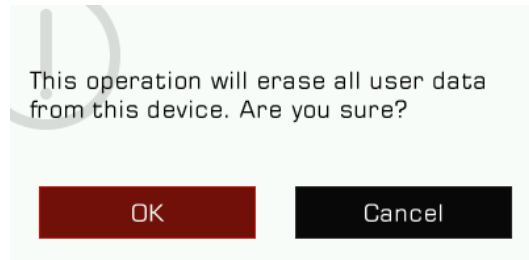 This operation will erase all user data
from this device. Are you sure?
OK
Cancel